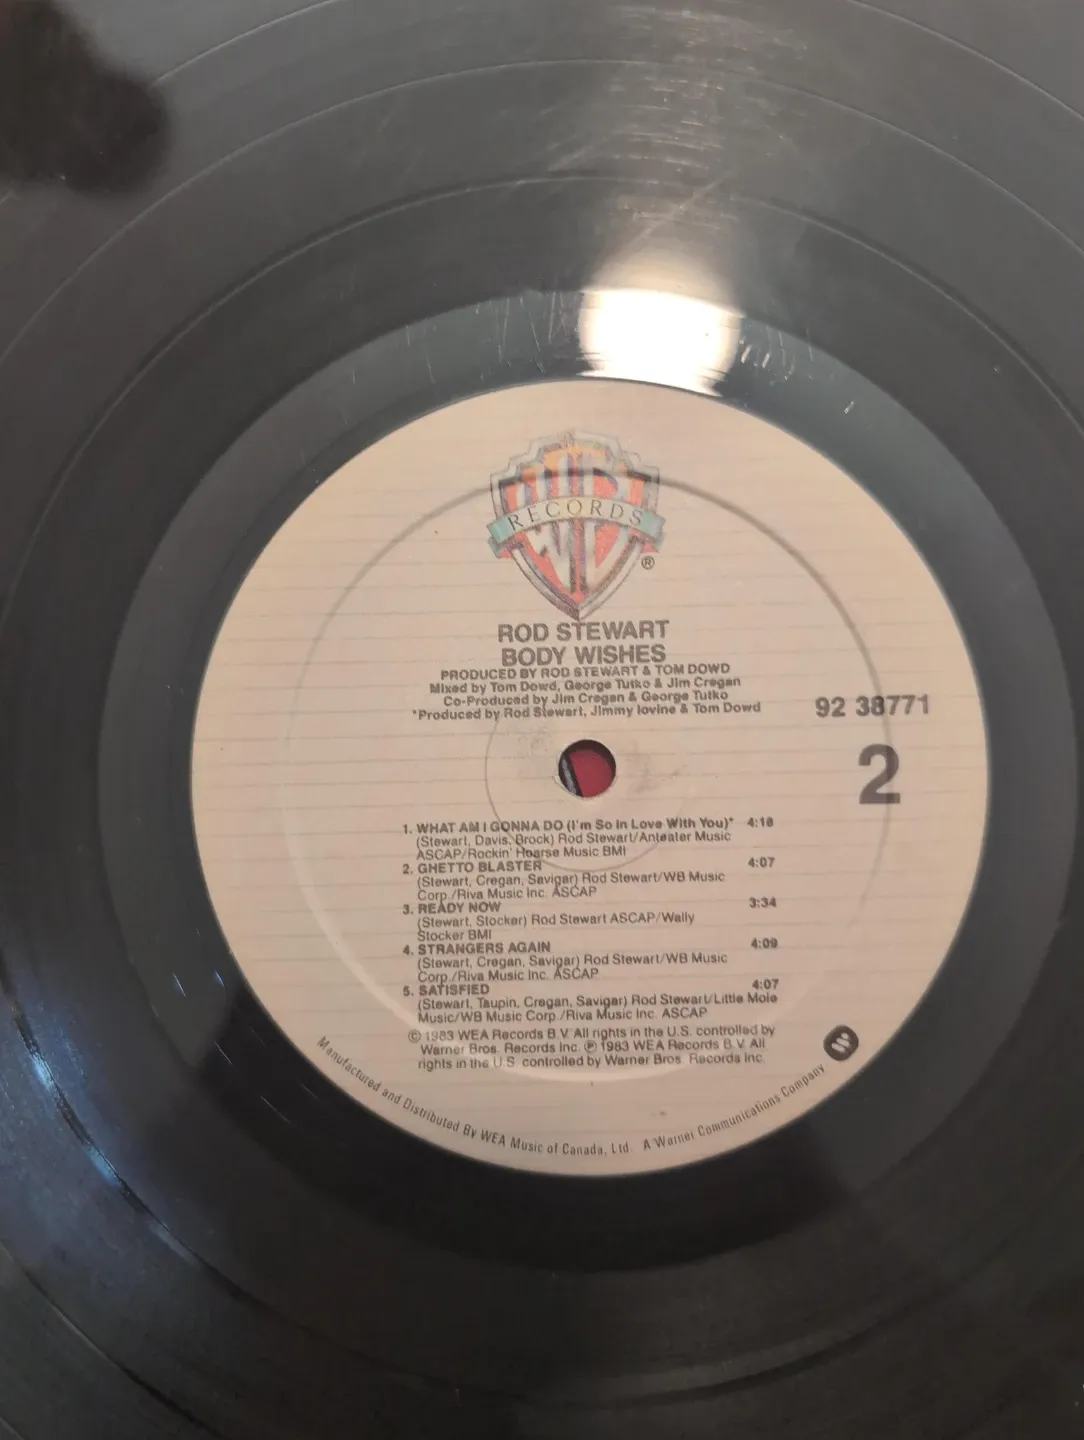 RECORDS
®
ROD STEWART
BODY WISHES
PRODUCED BY ROD STEWART & TOM DOWD
Mixed by Tom Dowd, George Tutko & Jim Cregan
Co-Produced by Jim Cregan & George Tutko
*Produced by Rod Stewart, Jimmy Iovine & Tom Dowd
92 38771
2
1. WHAT AM I GONNA DO (I'm So In Love With You)* 4:18
(Stewart, Davis, Brock) Rod Stewart/Anteater Music
ASCAP/Rockin' Hoarse Music BMI
2. GHETTO BLASTER 4:07
(Stewart, Cregan, Savigar) Rod Stewart/WB Music
Corp./Riva Music Inc. ASCAP
3. READY NOW 3:34
(Stewart, Stocker) Rod Stewart ASCAP/Wally
Stocker BMI
4. STRANGERS AGAIN 4:09
(Stewart, Cregan, Savigar) Rod Stewart/WB Music
Corp./Riva Music Inc. ASCAP
5. SATISFIED 4:07
(Stewart, Taupin, Cregan, Savigar) Rod Stewart/Little Mole
Music/WB Music Corp./Riva Music Inc. ASCAP
© 1983 WEA Records B.V. All rights in the U.S. controlled by
Warner Bros. Records Inc. ℗ 1983 WEA Records B.V. All
rights in the U.S. controlled by Warner Bros. Records Inc.
Manufactured and Distributed By WEA Music of Canada, Ltd. A Warner Communications Company